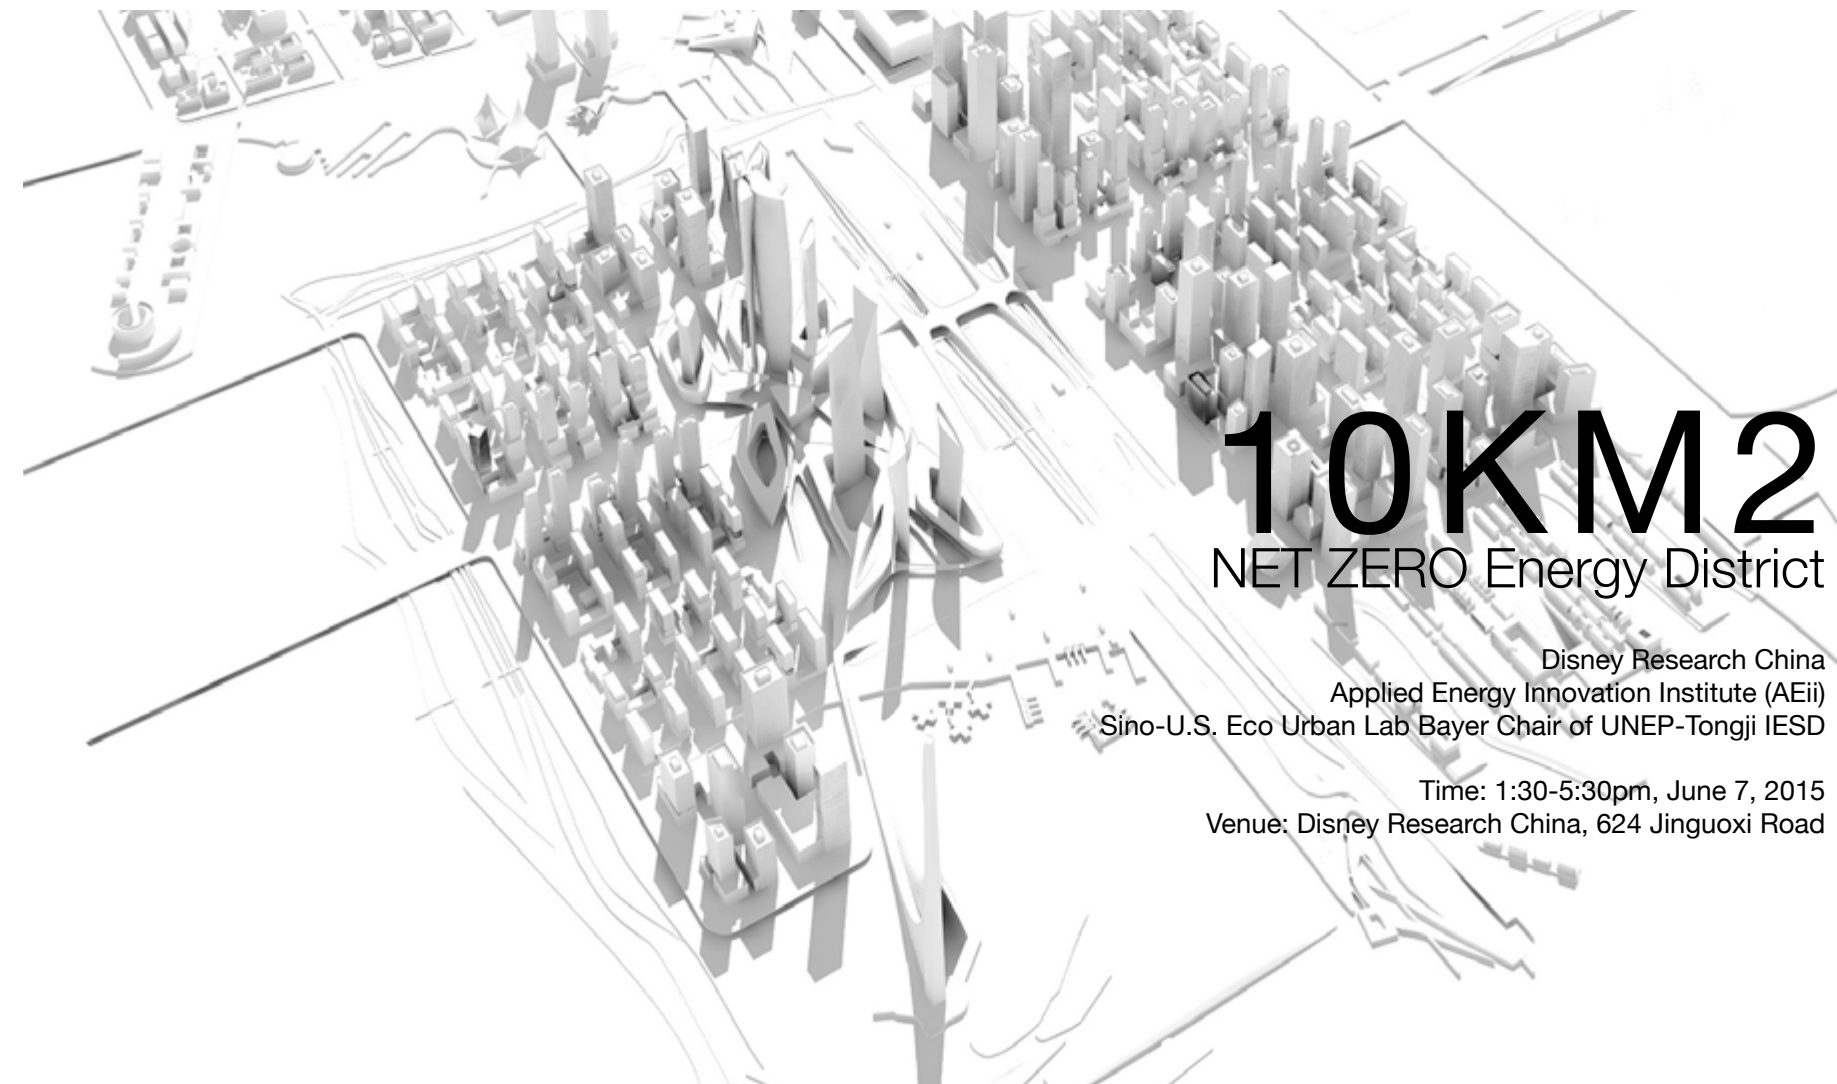 10KM2
NET ZERO Energy District
Disney Research China
Applied Energy Innovation Institute (AEii)
Sino-U.S. Eco Urban Lab Bayer Chair of UNEP-Tongji IESD
Time: 1:30-5:30pm, June 7, 2015
Venue: Disney Research China, 624 Jinguoxi Road